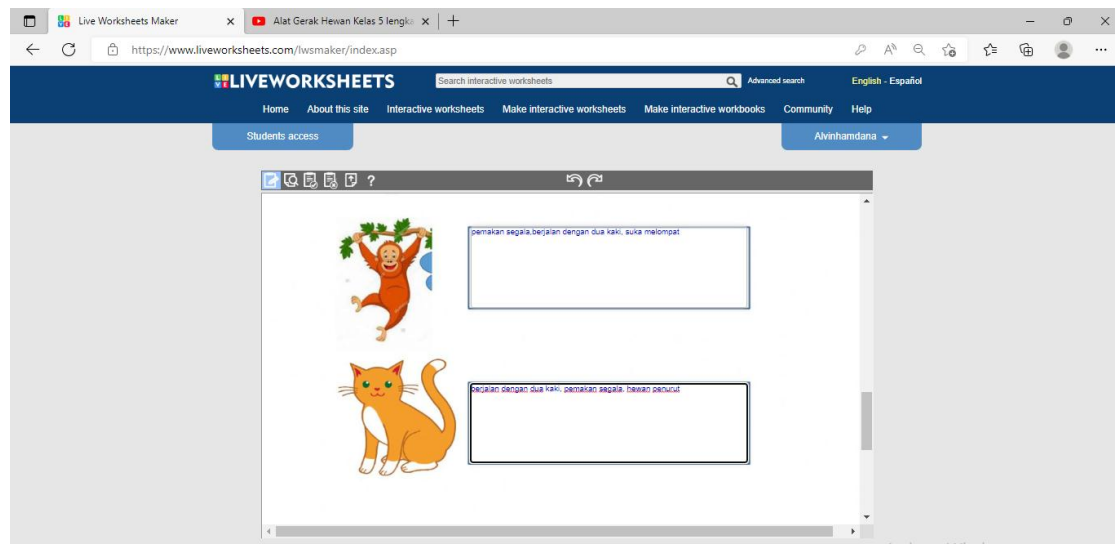 Live Worksheets Maker
Alat Gerak Hewan Kelas 5 lengka
https://www.liveworksheets.com/lwsmaker/index.asp
LIVEWORKSHEETS
Search interactive worksheets
Advanced search
English - Español
Home About this site Interactive worksheets Make interactive worksheets Make interactive workbooks Community Help
Students access
Alvinhamdana
pemakan segala,berjalan dengan dua kaki, suka melompat
berjalan dengan dua kaki, pemakan segala, hewan penurut